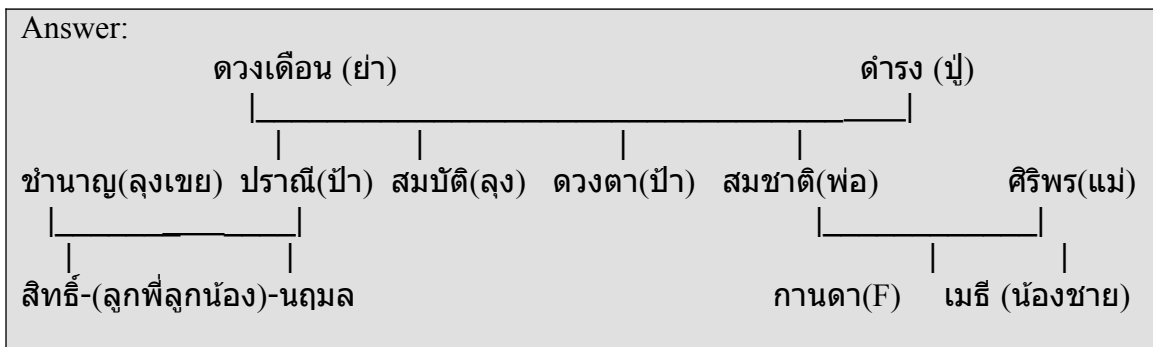 Answer:
ดวงเดือน (ย่า) ดำรง (ปู่)
ชำนาญ(ลุงเขย) ปราณี(ป้า) สมบัติ(ลุง) ดวงตา(ป้า) สมชาติ(พ่อ) ศิริพร(แม่)
สิทธิ์-(ลูกพี่ลูกน้อง)-นฤมล กานดา(F) เมธี (น้องชาย)